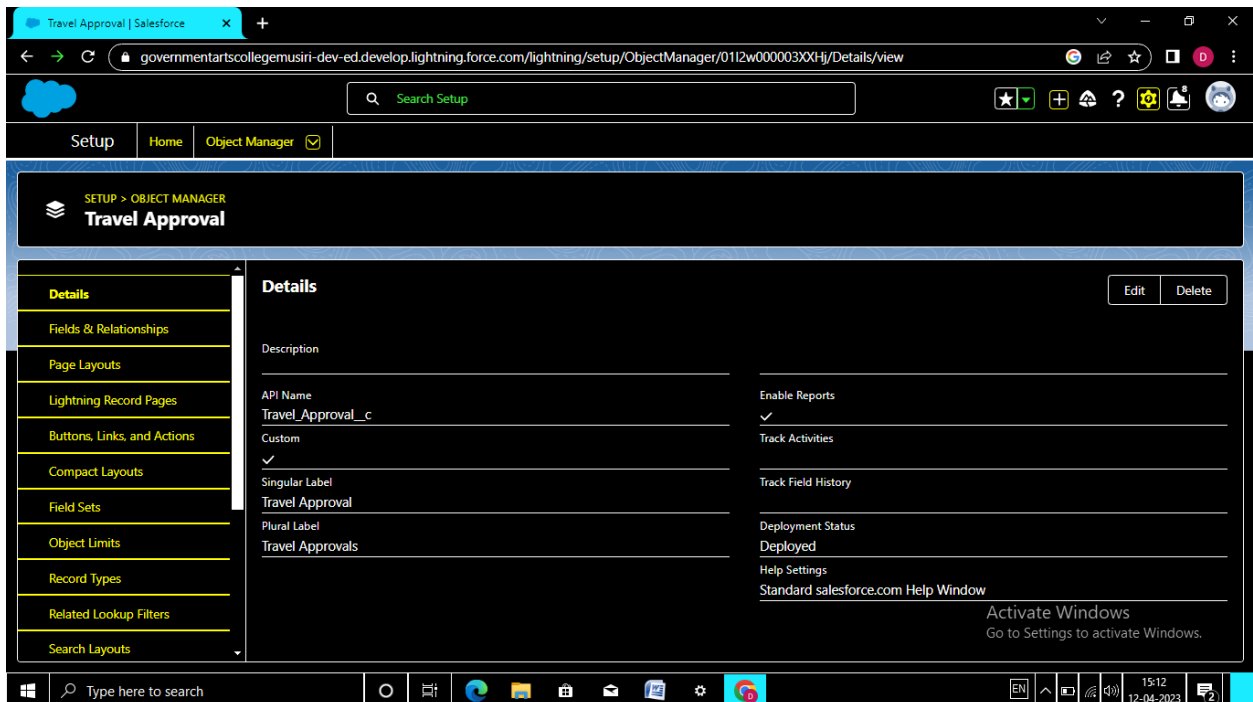 Travel Approval | Salesforce
governmentartscollegemusiri-dev-ed.develop.lightning.force.com/lightning/setup/ObjectManager/01I2w000003XXHj/Details/view
D
Search Setup
8
Setup
Home
Object Manager
SETUP > OBJECT MANAGER
Travel Approval
Details
Fields & Relationships
Page Layouts
Lightning Record Pages
Buttons, Links, and Actions
Compact Layouts
Field Sets
Object Limits
Record Types
Related Lookup Filters
Search Layouts
Details
Edit
Delete
Description
API Name
Travel_Approval__c
Custom
Singular Label
Travel Approval
Plural Label
Travel Approvals
Enable Reports
Track Activities
Track Field History
Deployment Status
Deployed
Help Settings
Standard salesforce.com Help Window
Activate Windows
Go to Settings to activate Windows.
Type here to search
EN
15:12
12-04-2023
2